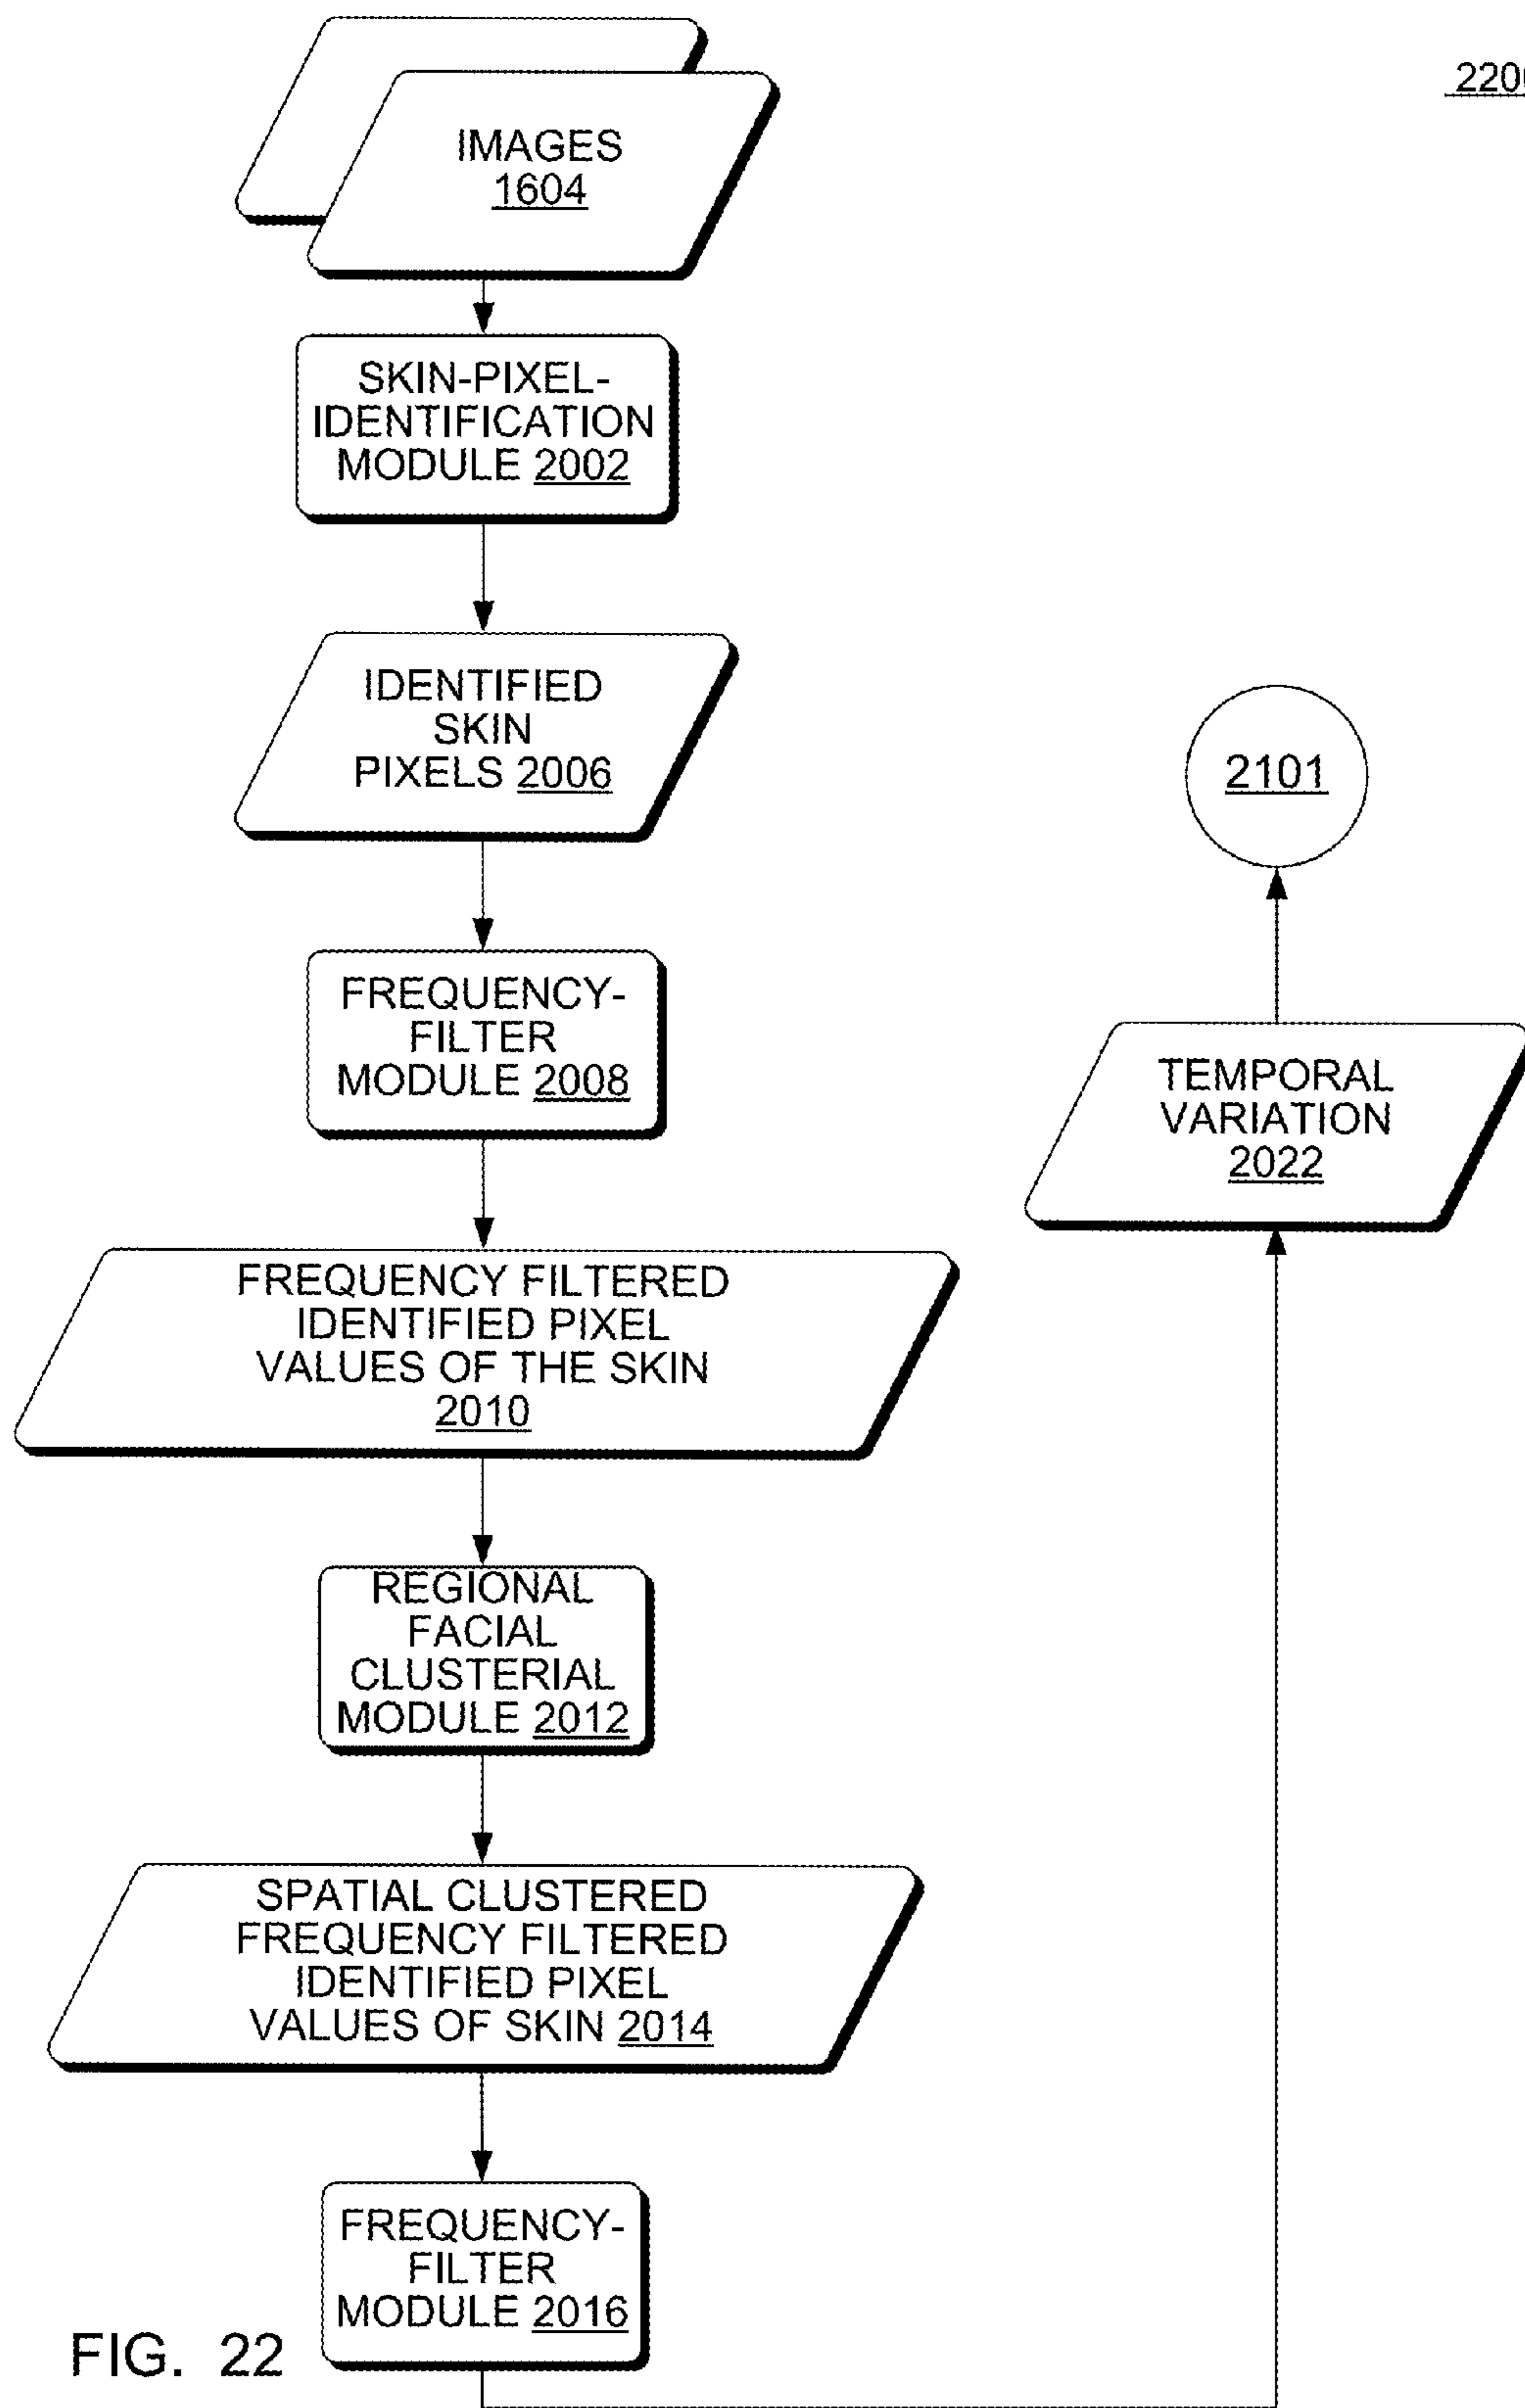 2200
IMAGES
1604
SKIN-PIXEL-
IDENTIFICATION
MODULE 2002
IDENTIFIED
SKIN
PIXELS 2006
FREQUENCY-
FILTER
MODULE 2008
FREQUENCY FILTERED
IDENTIFIED PIXEL
VALUES OF THE SKIN
2010
REGIONAL
FACIAL
CLUSTERIAL
MODULE 2012
SPATIAL CLUSTERED
FREQUENCY FILTERED
IDENTIFIED PIXEL
VALUES OF SKIN 2014
FREQUENCY-
FILTER
MODULE 2016
2101
TEMPORAL
VARIATION
2022
FIG. 22